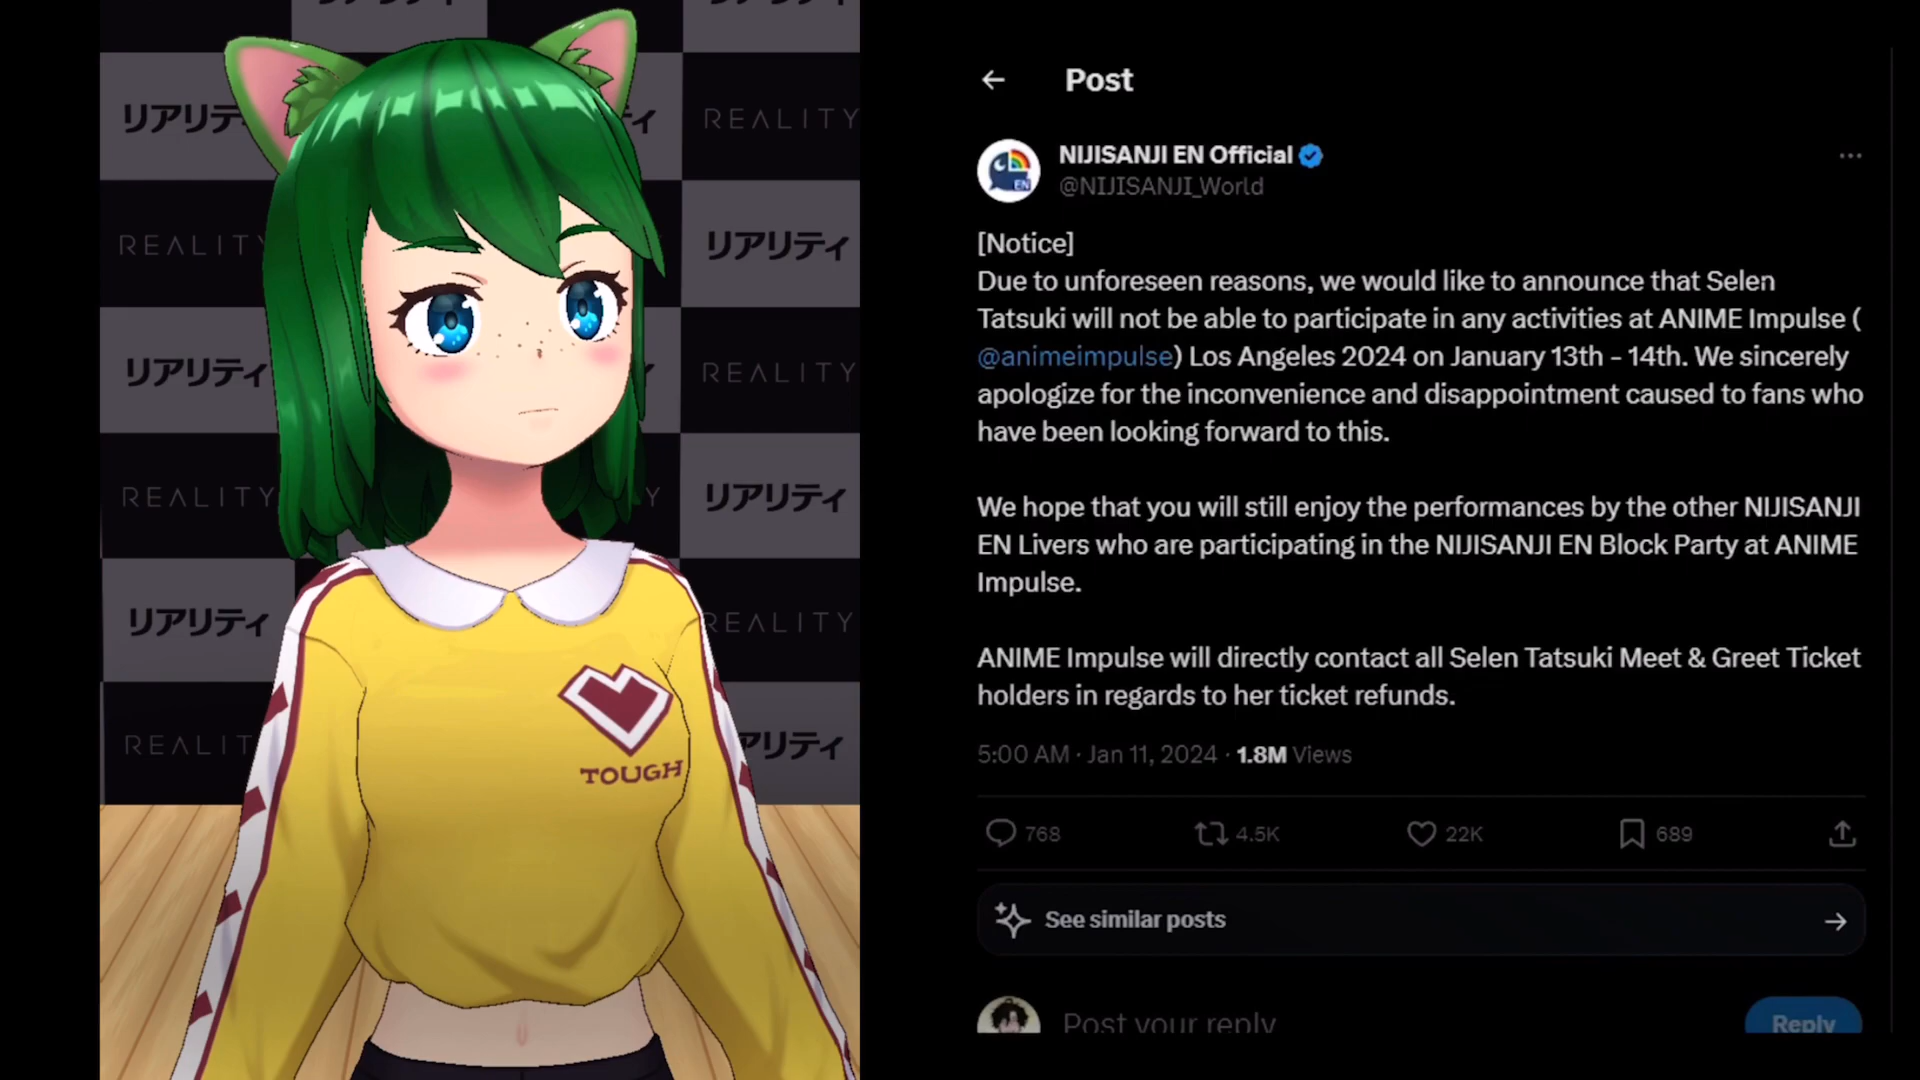 リアリティ
REALITY
REALITY
リアリティ
リアリティ
REALITY
REALITY
リアリティ
リアリティ
REALITY
TOUGH
Post
NIJISANJI EN Official
@NIJISANJI_World
[Notice]
Due to unforeseen reasons, we would like to announce that Selen
Tatsuki will not be able to participate in any activities at ANIME Impulse (
@animeimpulse) Los Angeles 2024 on January 13th - 14th. We sincerely
apologize for the inconvenience and disappointment caused to fans who
have been looking forward to this.
We hope that you will still enjoy the performances by the other NIJISANJI
EN Livers who are participating in the NIJISANJI EN Block Party at ANIME
Impulse.
ANIME Impulse will directly contact all Selen Tatsuki Meet & Greet Ticket
holders in regards to her ticket refunds.
5:00 AM · Jan 11, 2024 · 1.8M Views
768 4.5K 22K 689
See similar posts
Post your reply
Reply